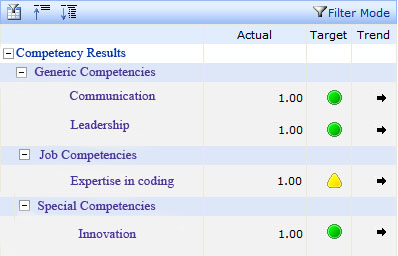 Filter Mode
Actual Target Trend
Competency Results
Generic Competencies
Communication 1.00
Leadership 1.00
Job Competencies
Expertise in coding 1.00
Special Competencies
Innovation 1.00